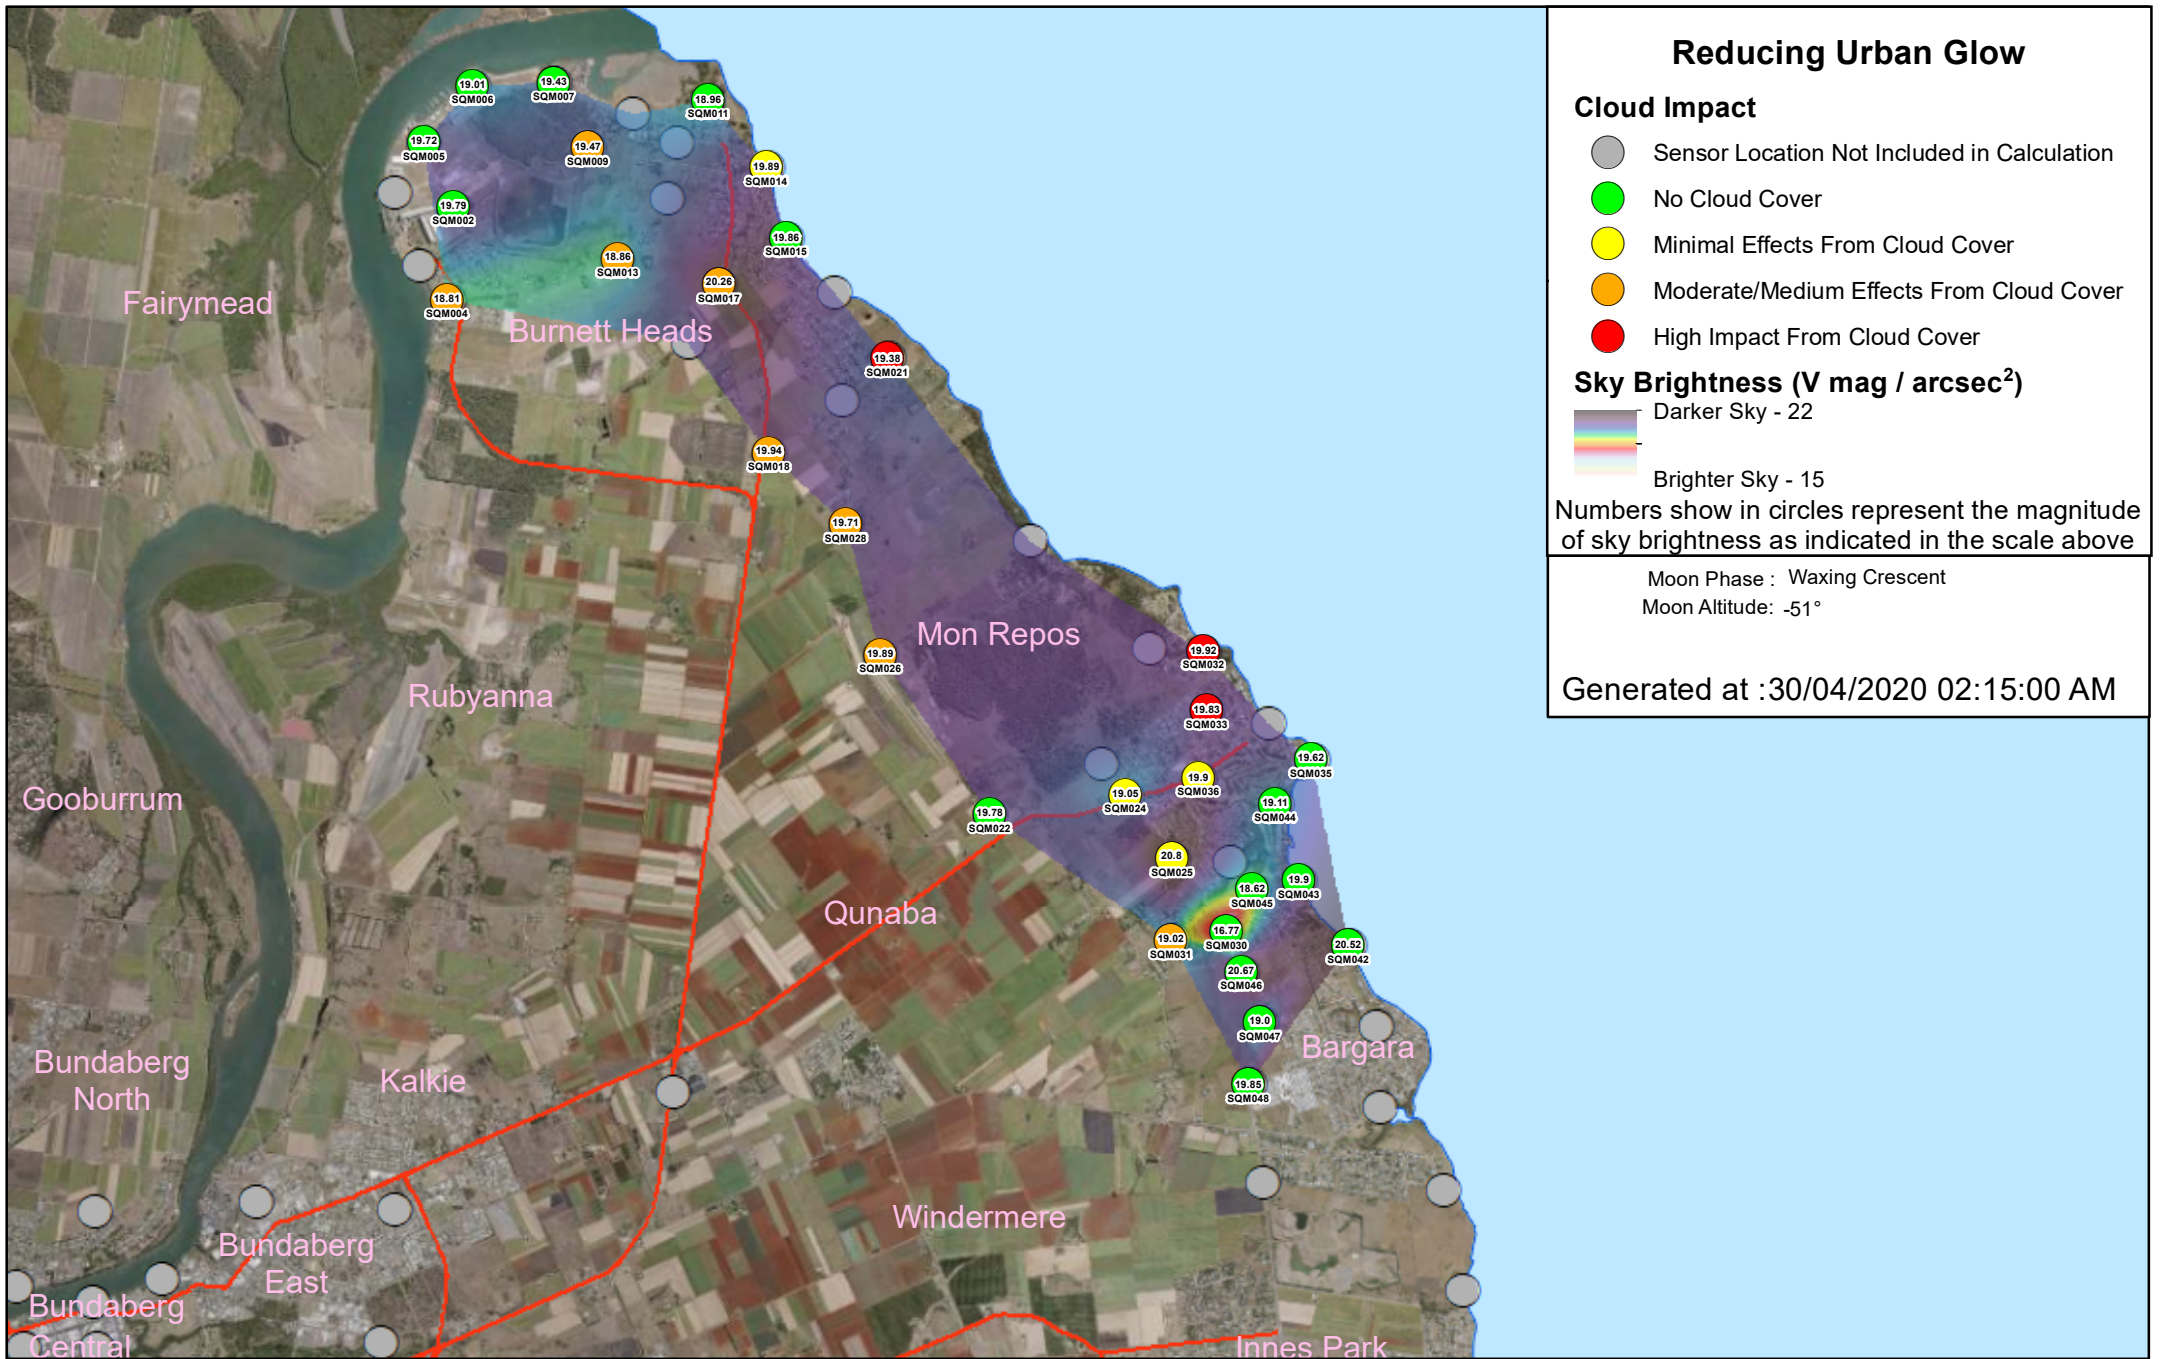 Reducing Urban Glow
Cloud Impact
Sensor Location Not Included in Calculation
No Cloud Cover
Minimal Effects From Cloud Cover
Moderate/Medium Effects From Cloud Cover
High Impact From Cloud Cover
Sky Brightness (V mag / arcsec²)
Darker Sky - 22
Brighter Sky - 15
Numbers show in circles represent the magnitude
of sky brightness as indicated in the scale above
Moon Phase : Waxing Crescent
Moon Altitude: -51°
Generated at :30/04/2020 02:15:00 AM
19.01
SQM006
19.43
SQM007
18.96
SQM011
19.72
SQM005
19.47
SQM009
19.89
SQM014
19.79
SQM002
19.86
SQM015
18.86
SQM013
20.26
SQM017
18.81
SQM004
Fairymead
Burnett Heads
19.38
SQM021
19.94
SQM018
19.71
SQM028
Mon Repos
19.89
SQM026
19.92
SQM032
Rubyanna
19.83
SQM033
19.62
SQM035
19.9
SQM036
19.05
SQM024
19.11
SQM044
Gooburrum
19.78
SQM022
20.8
SQM025
18.62
SQM045
19.9
SQM043
Qunaba
16.77
SQM030
19.02
SQM031
20.52
SQM042
20.67
SQM046
19.0
SQM047
Bargara
19.85
SQM048
Bundaberg
North
Kalkie
Windermere
Bundaberg
East
Bundaberg
Central
Innes Park